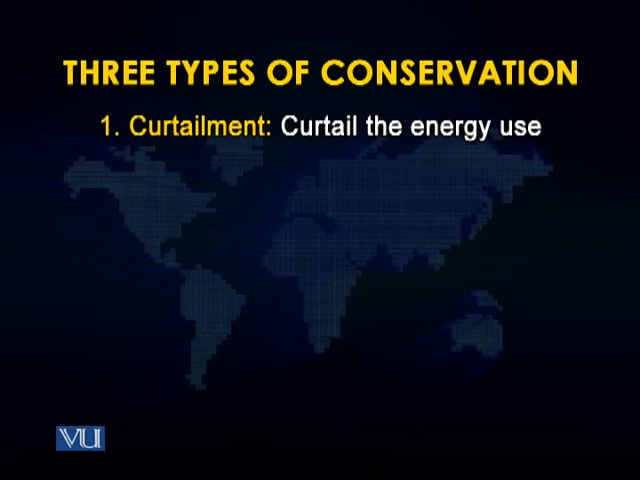 THREE TYPES OF CONSERVATION
1. Curtailment: Curtail the energy use
VU